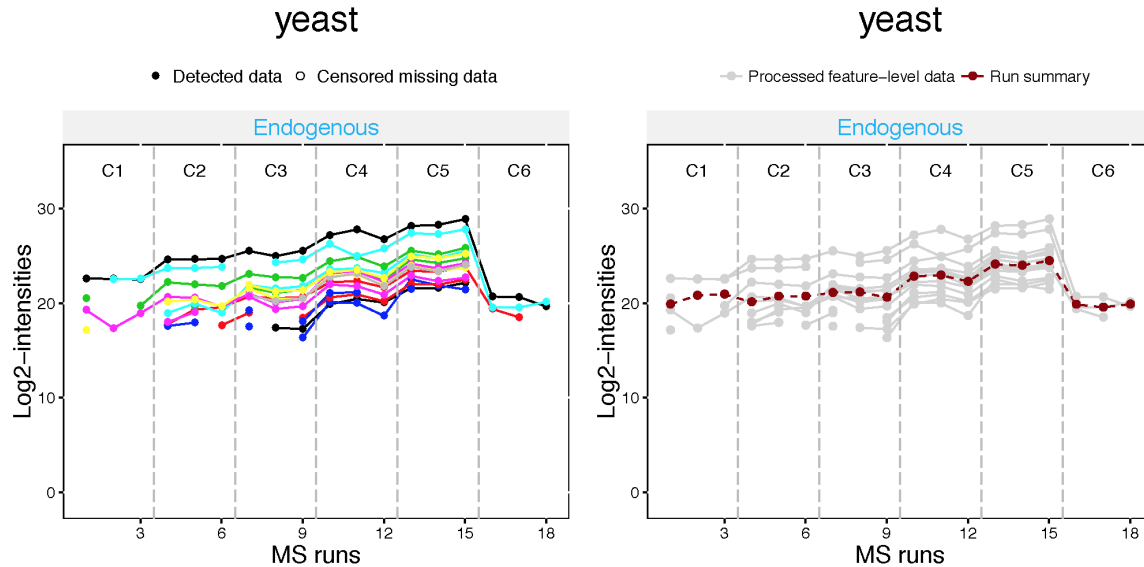 yeast
Detected data Censored missing data
Endogenous
C1 C2 C3 C4 C5 C6
30
20
10
0
Log2−intensities
3 6 9 12 15 18
MS runs
yeast
Processed feature−level data Run summary
Endogenous
C1 C2 C3 C4 C5 C6
30
20
10
0
Log2−intensities
3 6 9 12 15 18
MS runs